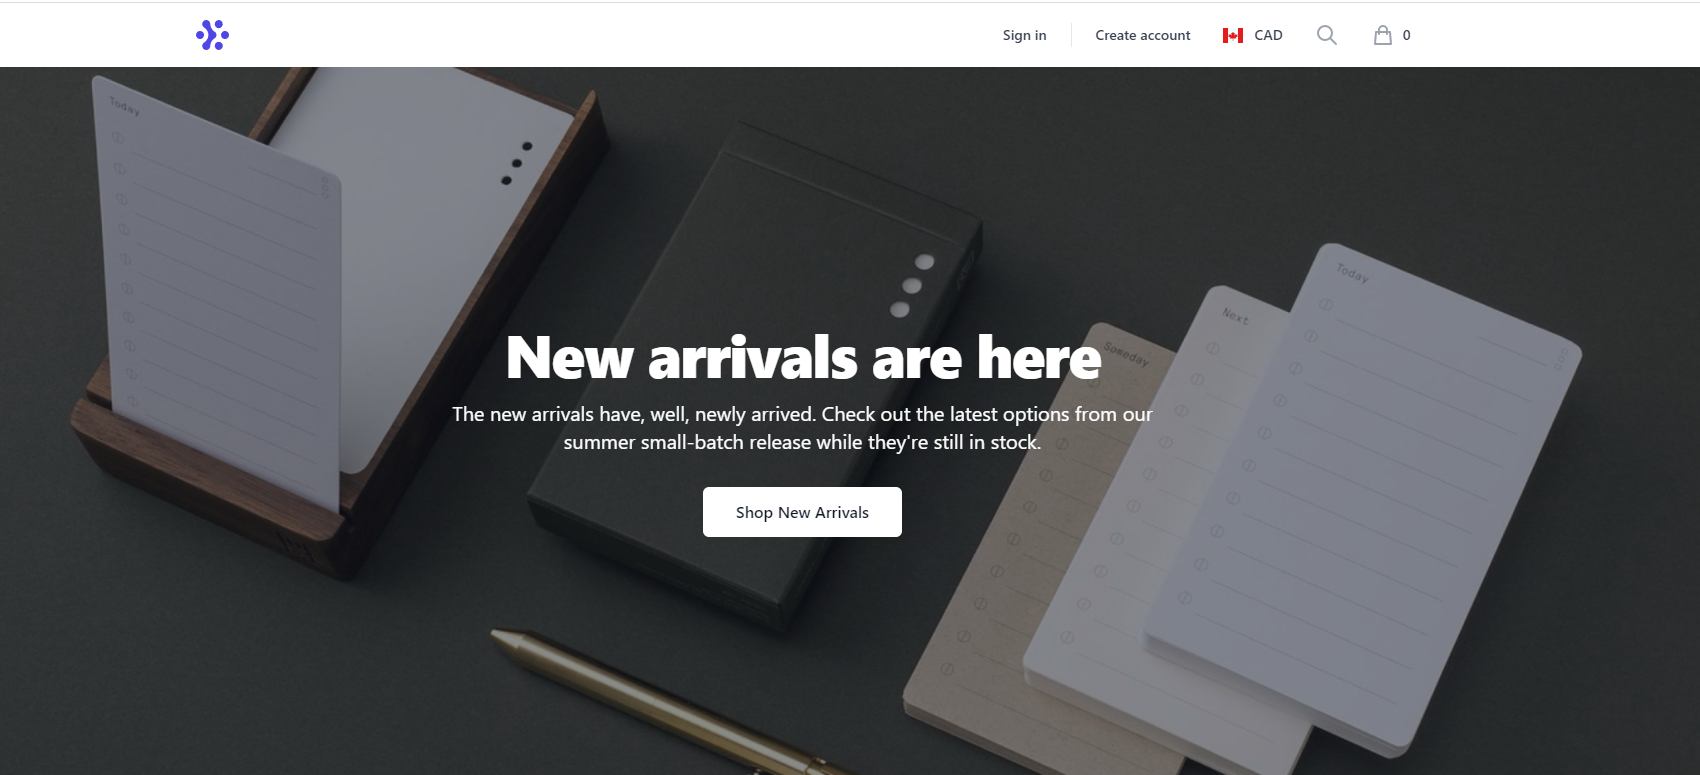 Sign in
Create account
CAD
0
Today
Today
Next
Someday
New arrivals are here
The new arrivals have, well, newly arrived. Check out the latest options from our
summer small-batch release while they're still in stock.
Shop New Arrivals